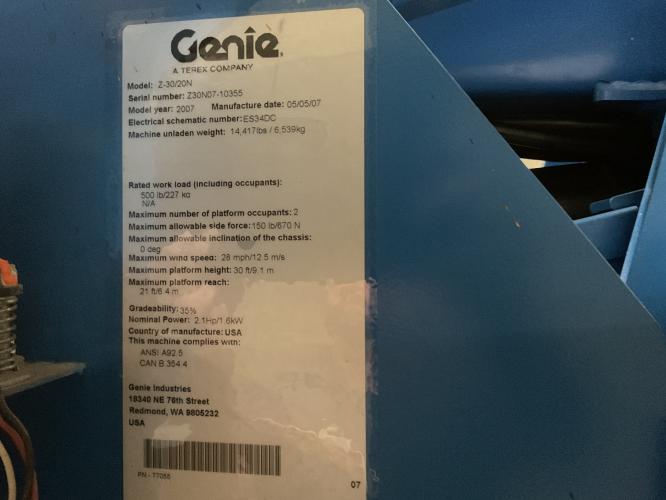 Genie.
A TEREX COMPANY
Model: Z-30/20N
Serial number: Z30N07-10355
Model year: 2007 Manufacture date: 05/05/07
Electrical schematic number: ES34DC
Machine unladen weight: 14,417lbs / 6,539kg
Rated work load (including occupants):
500 lb/227 kg
N/A
Maximum number of platform occupants: 2
Maximum allowable side force: 150 lb/670 N
Maximum allowable inclination of the chassis:
0 deg
Maximum wind speed: 28 mph/12.5 m/s
Maximum platform height: 30 ft/9.1 m
Maximum platform reach:
21 ft/6.4 m
Gradeability: 35%
Nominal Power: 2.1Hp/1.6kW
Country of manufacture: USA
This machine complies with:
ANSI A92.5
CAN B.354.4
Genie Industries
18340 NE 76th Street
Redmond, WA 9805232
USA
PN - 77055
07